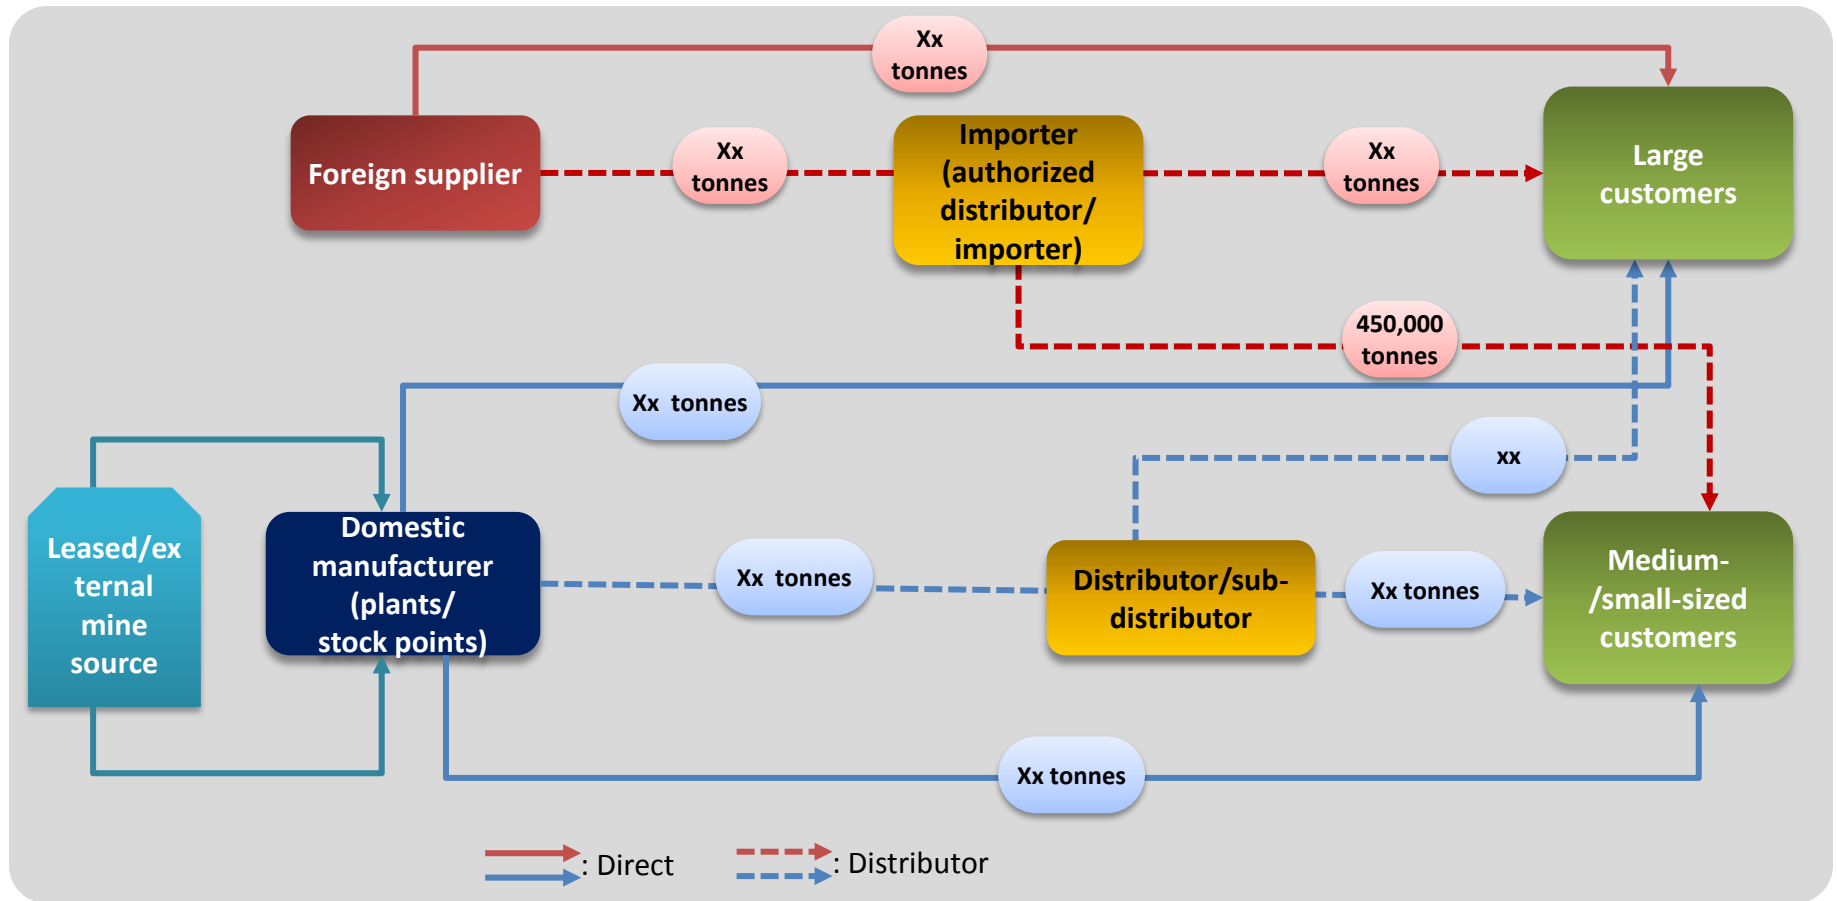 Xx
tonnes
Foreign supplier
Xx
tonnes
Importer
(authorized
distributor/
importer)
Xx
tonnes
Large
customers
450,000
tonnes
Xx  tonnes
xx
Leased/ex
ternal
mine
source
Domestic
manufacturer
(plants/
stock points)
Xx  tonnes
Distributor/sub-
distributor
Xx tonnes
Medium-
/small-sized
customers
Xx tonnes
: Direct
: Distributor